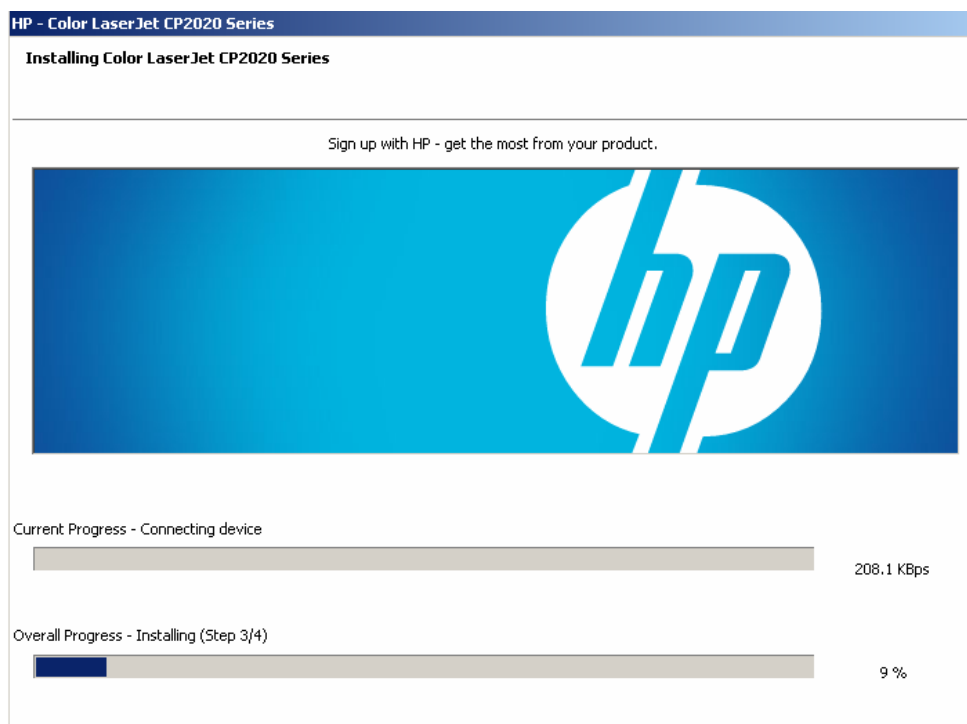 HP - Color LaserJet CP2020 Series
Installing Color LaserJet CP2020 Series
Sign up with HP - get the most from your product.
hp
Current Progress - Connecting device
208.1 KBps
Overall Progress - Installing (Step 3/4)
9 %